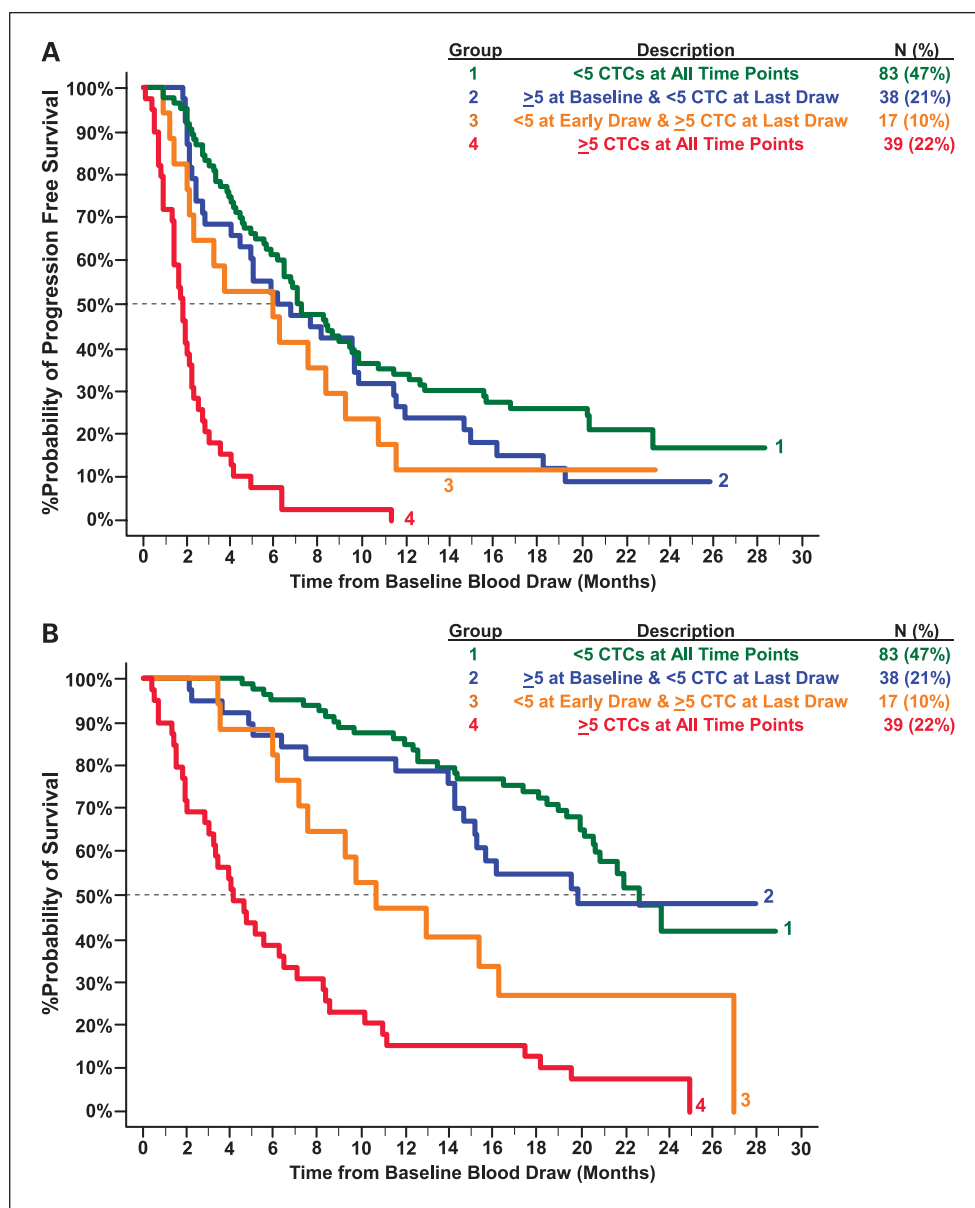 A
Group Description N (%)
1 <5 CTCs at All Time Points 83 (47%)
2 ≥5 at Baseline & <5 CTC at Last Draw 38 (21%)
3 <5 at Early Draw & ≥5 CTC at Last Draw 17 (10%)
4 ≥5 CTCs at All Time Points 39 (22%)
%Probability of Progression Free Survival
100%
90%
80%
70%
60%
50%
40%
30%
20%
10%
0%
1
2
3
4
0 2 4 6 8 10 12 14 16 18 20 22 24 26 28 30
Time from Baseline Blood Draw (Months)
B
Group Description N (%)
1 <5 CTCs at All Time Points 83 (47%)
2 ≥5 at Baseline & <5 CTC at Last Draw 38 (21%)
3 <5 at Early Draw & ≥5 CTC at Last Draw 17 (10%)
4 ≥5 CTCs at All Time Points 39 (22%)
%Probability of Survival
100%
90%
80%
70%
60%
50%
40%
30%
20%
10%
0%
2
1
4
3
0 2 4 6 8 10 12 14 16 18 20 22 24 26 28 30
Time from Baseline Blood Draw (Months)